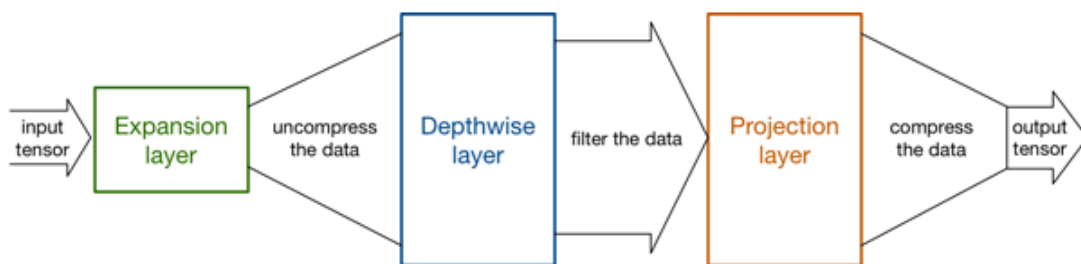 input
tensor
Expansion
layer
uncompress
the data
Depthwise
layer
filter the data
Projection
layer
compress
the data
output
tensor